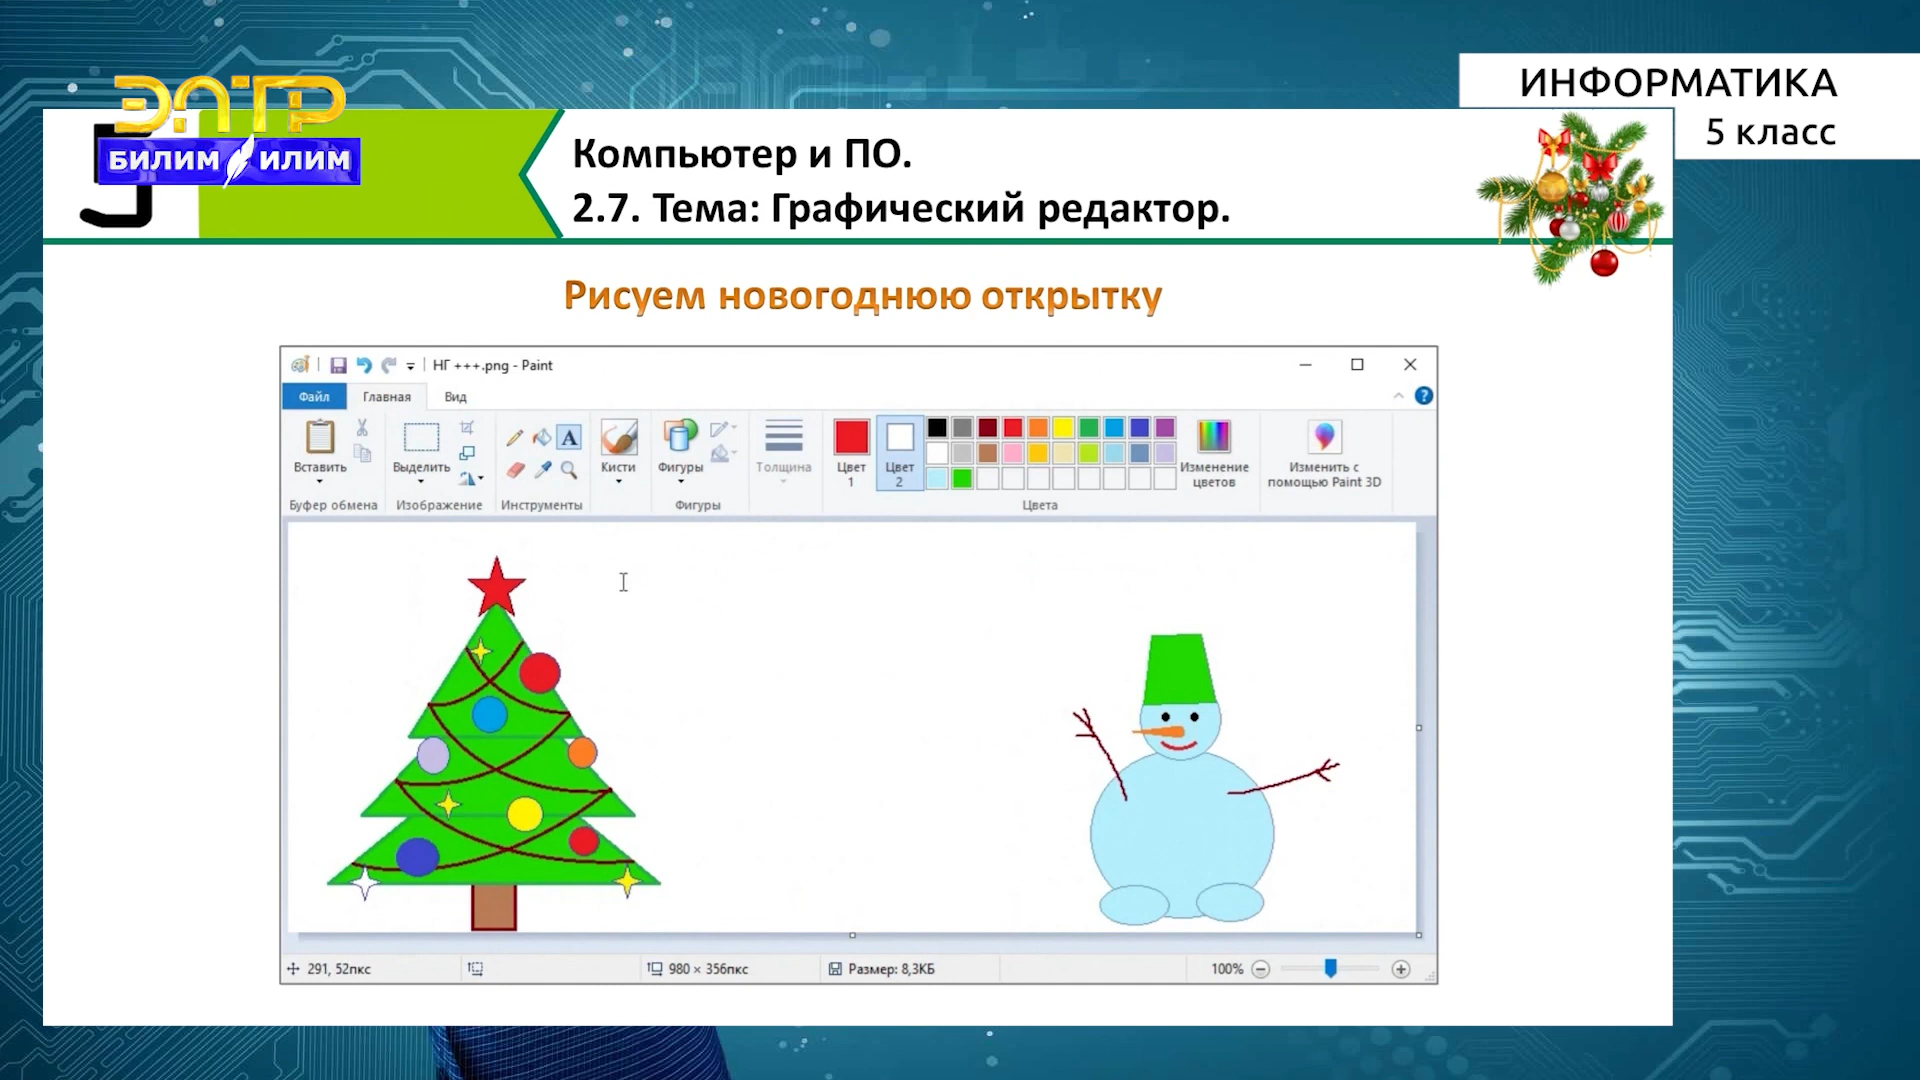 ИНФОРМАТИКА
5 класс
ЭЛТР
БИЛИМ ИЛИМ
5
Компьютер и ПО.
2.7. Тема: Графический редактор.
Рисуем новогоднюю открытку
НГ +++.png - Paint
Файл Главная Вид
Вставить Выделить A Кисти Фигуры Толщина Цвет 1 Цвет 2 Изменение цветов Изменить с помощью Paint 3D
Буфер обмена Изображение Инструменты Фигуры Цвета
291, 52пкс 980 × 356пкс Размер: 8,3КБ 100%